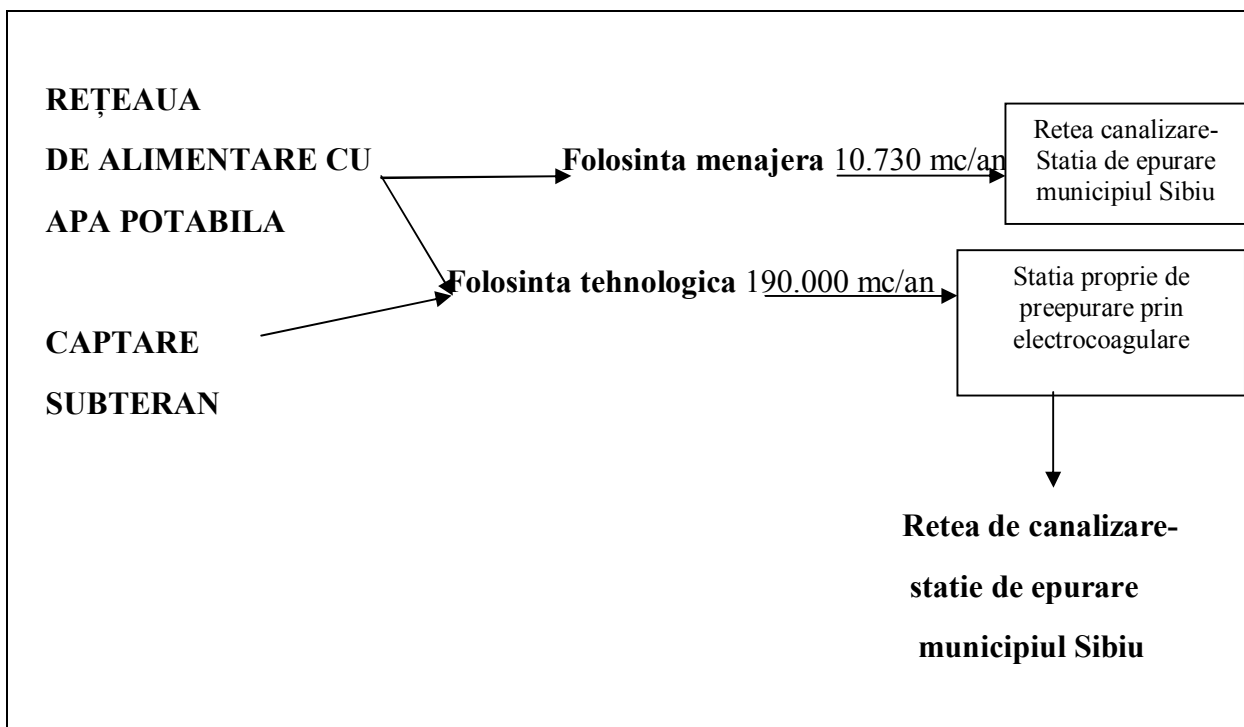 REȚEAUA
DE ALIMENTARE CU
APA POTABILA
Folosinta menajera 10.730 mc/an
Retea canalizare-
Statia de epurare
municipiul Sibiu
Folosinta tehnologica 190.000 mc/an
Statia proprie de
preepurare prin
electrocoagulare
CAPTARE
SUBTERAN
Retea de canalizare-
statie de epurare
municipiul Sibiu